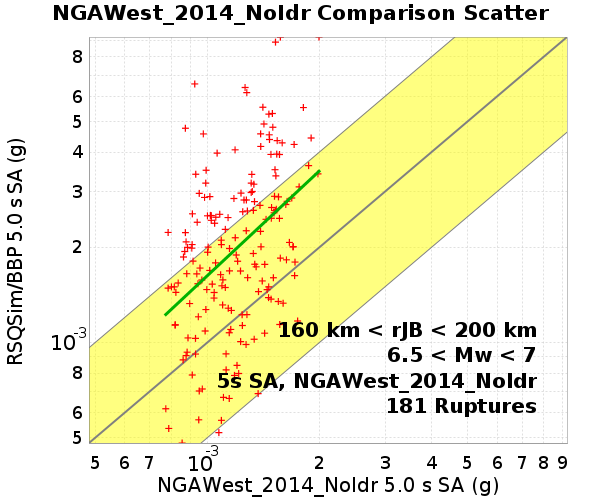 NGAWest_2014_NoIdr Comparison Scatter
RSQSim/BBP 5.0 s SA (g)
8
6
5
4
3
2
10-3
8
6
5
160 km < rJB < 200 km
6.5 < Mw < 7
5s SA, NGAWest_2014_NoIdr
181 Ruptures
5 6 7 10-3 2 3 4 5 6 7 8 9
NGAWest_2014_NoIdr 5.0 s SA (g)